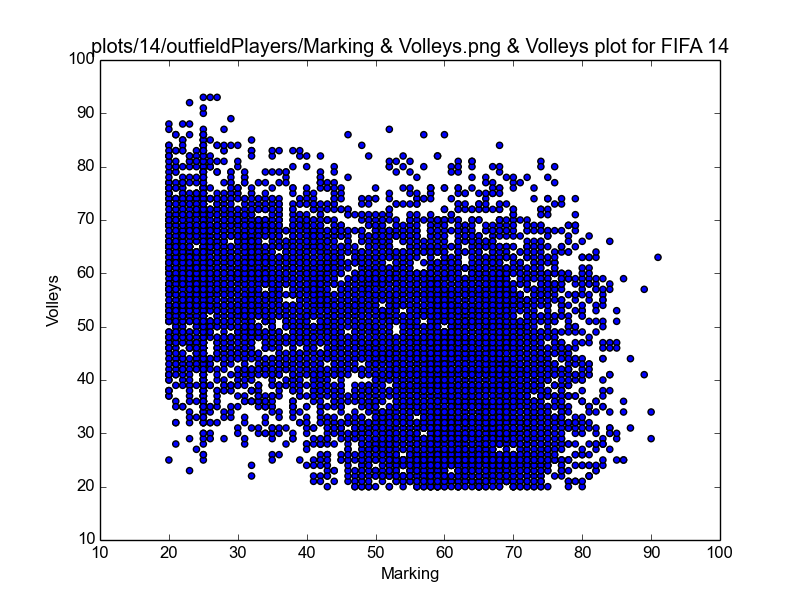 plots/14/outfieldPlayers/Marking & Volleys.png & Volleys plot for FIFA 14
100
90
80
70
60
50
40
30
20
10
Volleys
10 20 30 40 50 60 70 80 90 100
Marking